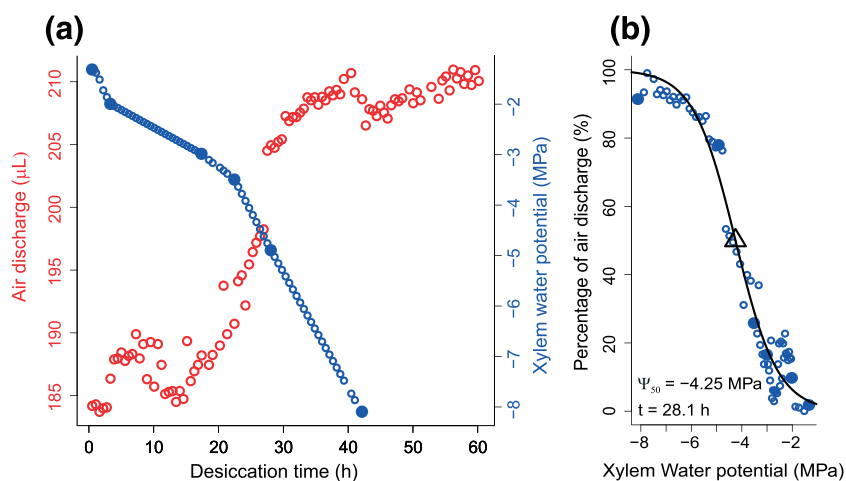 (a)
Air discharge (μL)
210
205
200
195
190
185
0 10 20 30 40 50 60
Desiccation time (h)
−2
−3
−4
−5
−6
−7
−8
Xylem water potential (MPa)
(b)
Percentage of air discharge (%)
100
80
60
40
20
0
Ψ50 = −4.25 MPa
t = 28.1 h
−8 −6 −4 −2
Xylem Water potential (MPa)